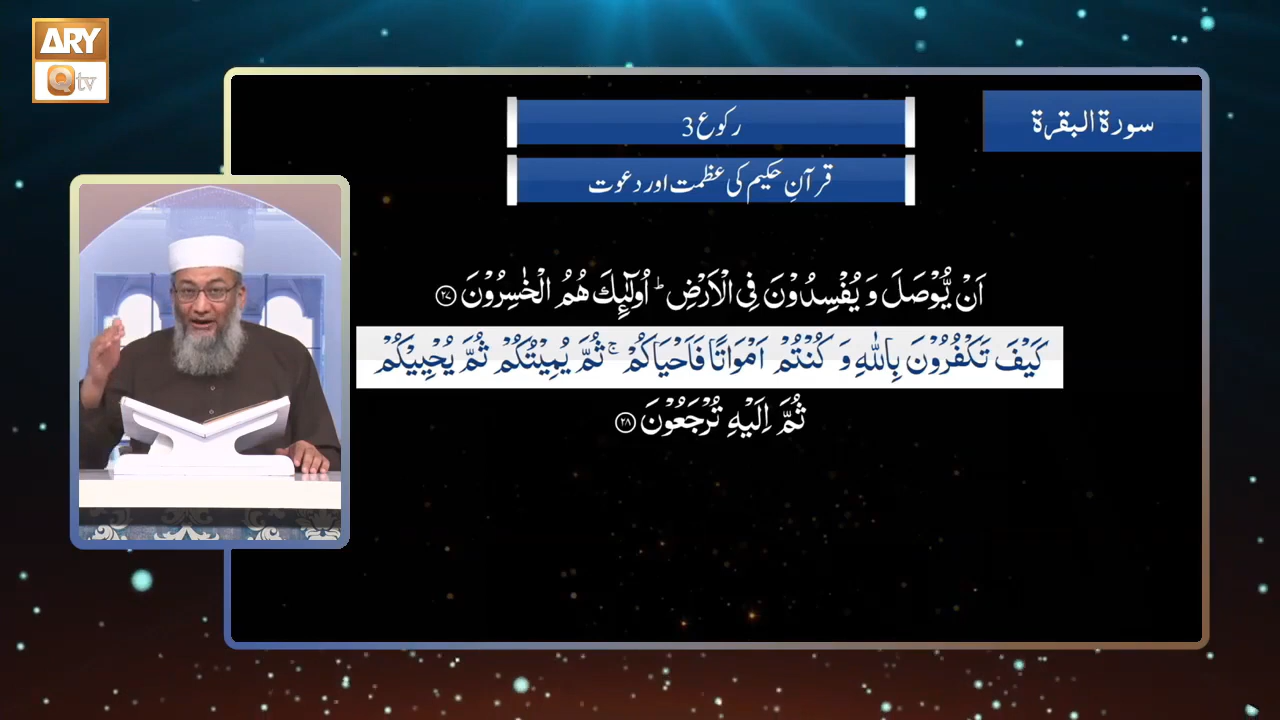 ARY
Qtv
سورۃ البقرۃ
رکوع 3
قرآنِ حکیم کی عظمت اور دعوت
اَنْ یُّوْصَلَ وَ یُفْسِدُوْنَ فِی الْاَرْضِ ؕ اُولٰٓىِٕكَ هُمُ الْخٰسِرُوْنَ ﴿۲۷﴾
كَیْفَ تَكْفُرُوْنَ بِاللّٰهِ وَ كُنْتُمْ اَمْوَاتًا فَاَحْیَاكُمْ ۚ ثُمَّ یُمِیْتُكُمْ ثُمَّ یُحْیِیْكُمْ
ثُمَّ اِلَیْهِ تُرْجَعُوْنَ ﴿۲۸﴾